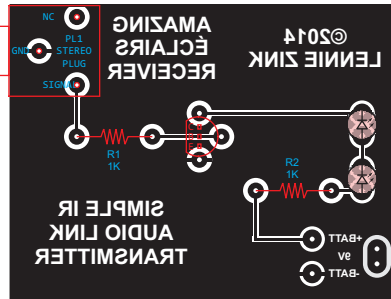 NC
PL1
STEREO
PLUG
GND
SIGNAL
AMAZING
ÉCLAIRS
RECEIVER
©2014
LENNIE ZINK
C
B
E
R1
1K
R2
1K
SIMPLE IR
AUDIO LINK
TRANSMITTER
+BATT
9V
-BATT